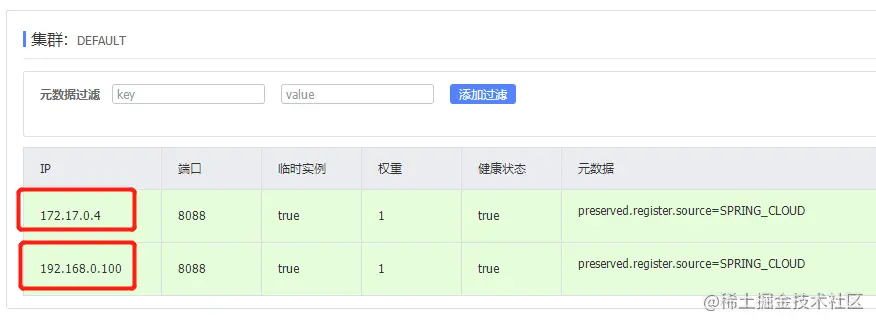 集群：DEFAULT
元数据过滤 key value 添加过滤
IP 端口 临时实例 权重 健康状态 元数据
172.17.0.4 8088 true 1 true preserved.register.source=SPRING_CLOUD
192.168.0.100 8088 true 1 true preserved.register.source=SPRING_CLOUD
@稀土掘金技术社区